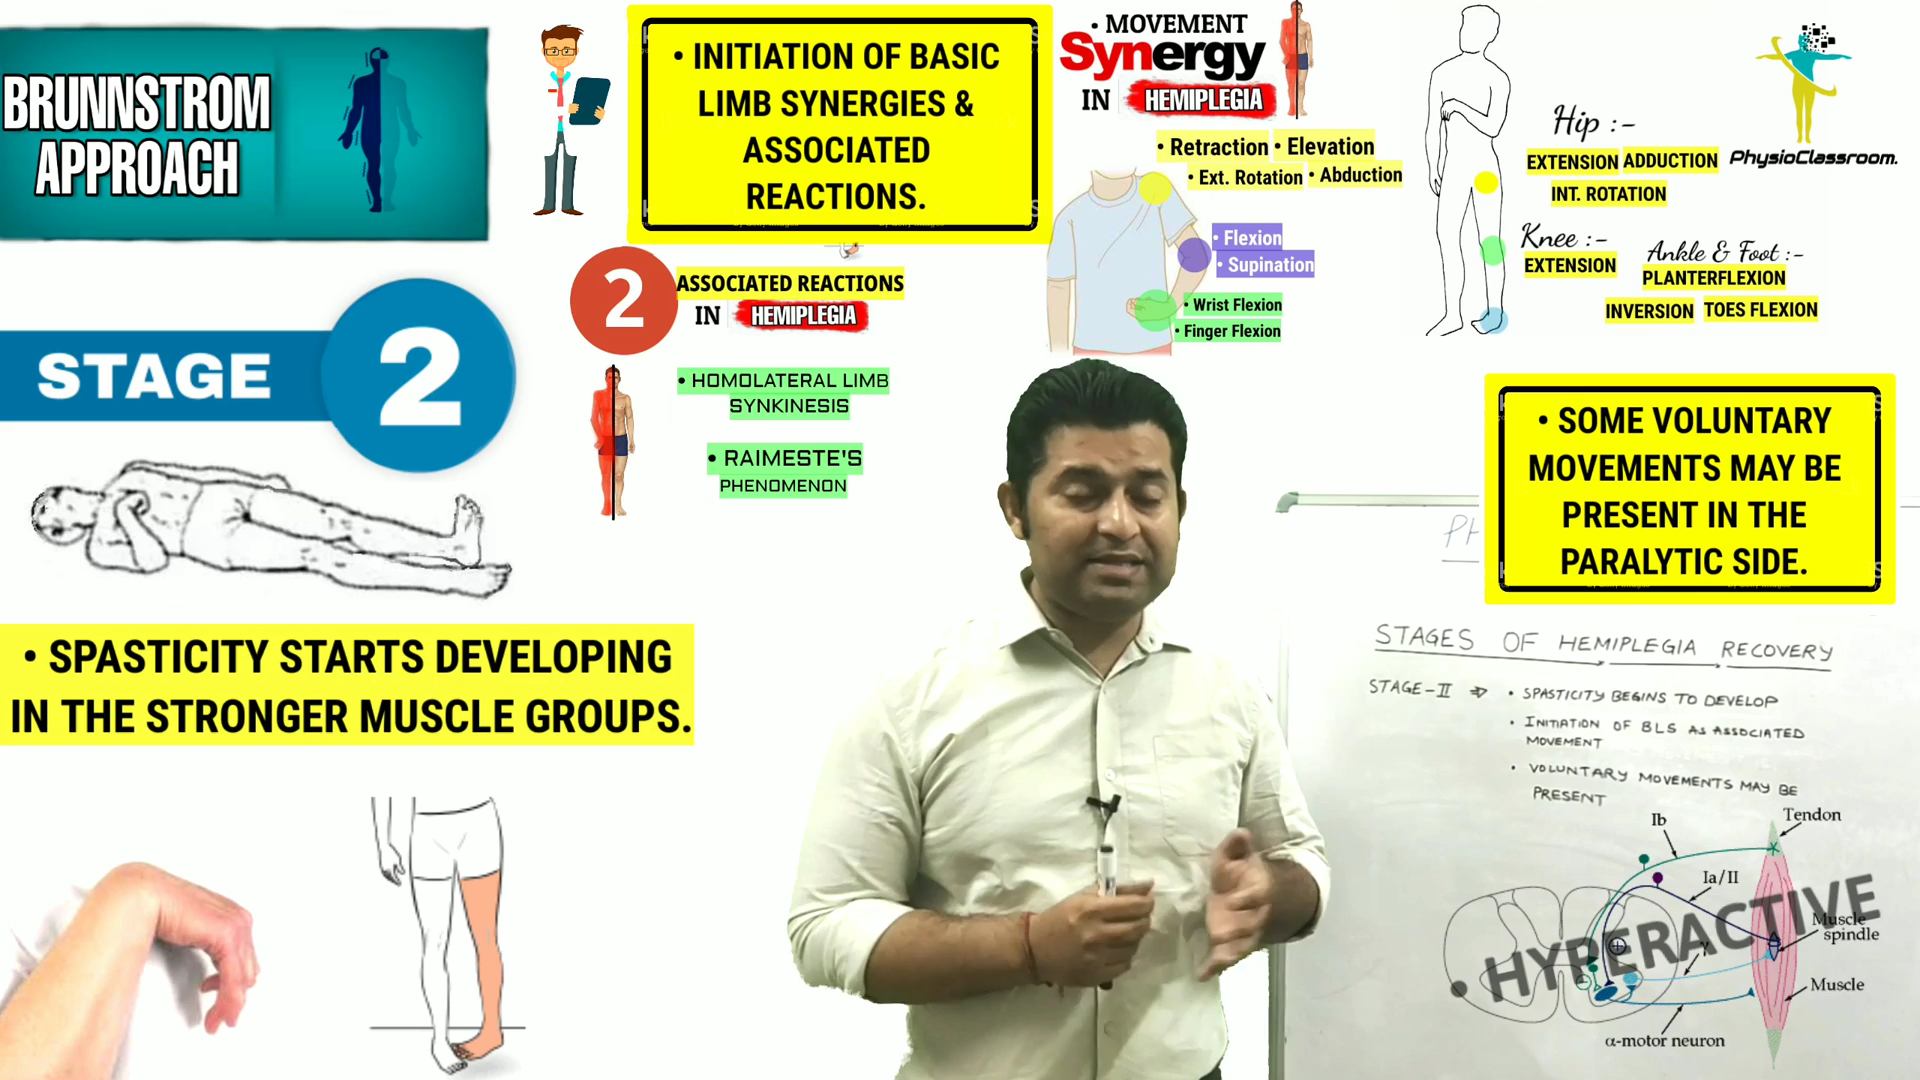 BRUNNSTROM
APPROACH
• INITIATION OF BASIC
LIMB SYNERGIES &
ASSOCIATED
REACTIONS.
• MOVEMENT
Synergy
IN HEMIPLEGIA
• Retraction • Elevation
• Ext. Rotation • Abduction
• Flexion
• Supination
• Wrist Flexion
• Finger Flexion
Hip :-
EXTENSION ADDUCTION
INT. ROTATION
Knee :-
EXTENSION
Ankle & Foot :-
PLANTERFLEXION
INVERSION TOES FLEXION
PhysioClassroom.
STAGE 2
2
ASSOCIATED REACTIONS
IN HEMIPLEGIA
• HOMOLATERAL LIMB
SYNKINESIS
• RAIMESTE'S
PHENOMENON
• SOME VOLUNTARY
MOVEMENTS MAY BE
PRESENT IN THE
PARALYTIC SIDE.
• SPASTICITY STARTS DEVELOPING
IN THE STRONGER MUSCLE GROUPS.
STAGES OF HEMIPLEGIA RECOVERY
STAGE-II ⇒ • SPASTICITY BEGINS TO DEVELOP
• INITIATION OF BLS AS ASSOCIATED
MOVEMENT
• VOLUNTARY MOVEMENTS MAY BE
PRESENT
Ib
Tendon
Ia/II
Muscle
spindle
γ
• HYPERACTIVE
Muscle
α-motor neuron